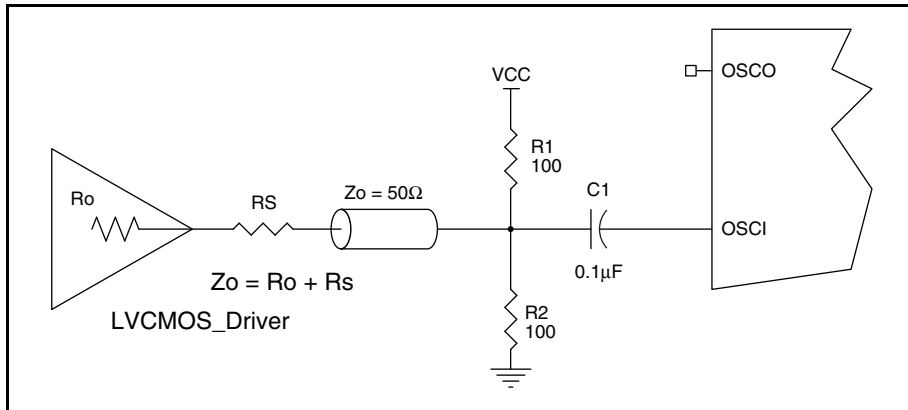 OSCO
VCC
R1
100
Ro
RS
Zo = 50Ω
C1
OSCI
0.1μF
Zo = Ro + Rs
LVCMOS_Driver
R2
100